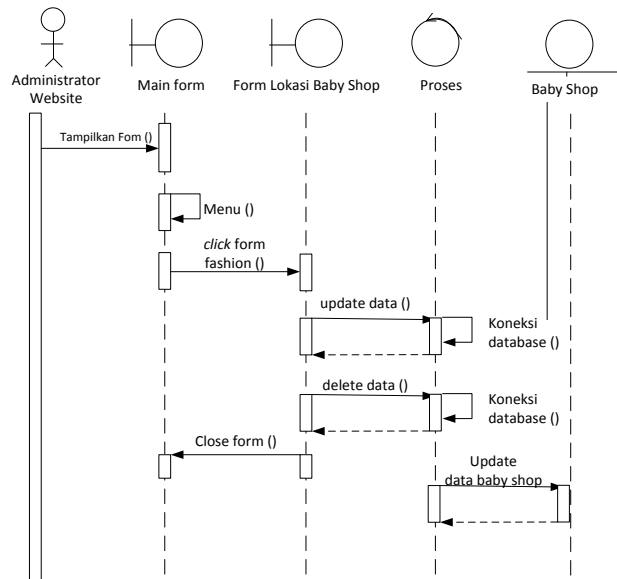 Administrator
Website
Main form
Form Lokasi Baby Shop
Proses
Baby Shop
Tampilkan Fom ()
Menu ()
click form
fashion ()
update data ()
Koneksi
database ()
delete data ()
Koneksi
database ()
Close form ()
Update
data baby shop